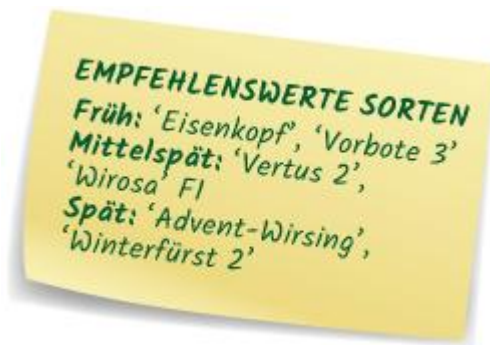 EMPFEHLENSWERTE SORTEN
Früh: ‘Eisenkopf’, ‘Vorbote 3’
Mittelspät: ‘Vertus 2’,
‘Wirosa’ F1
Spät: ‘Advent-Wirsing’,
‘Winterfürst 2’